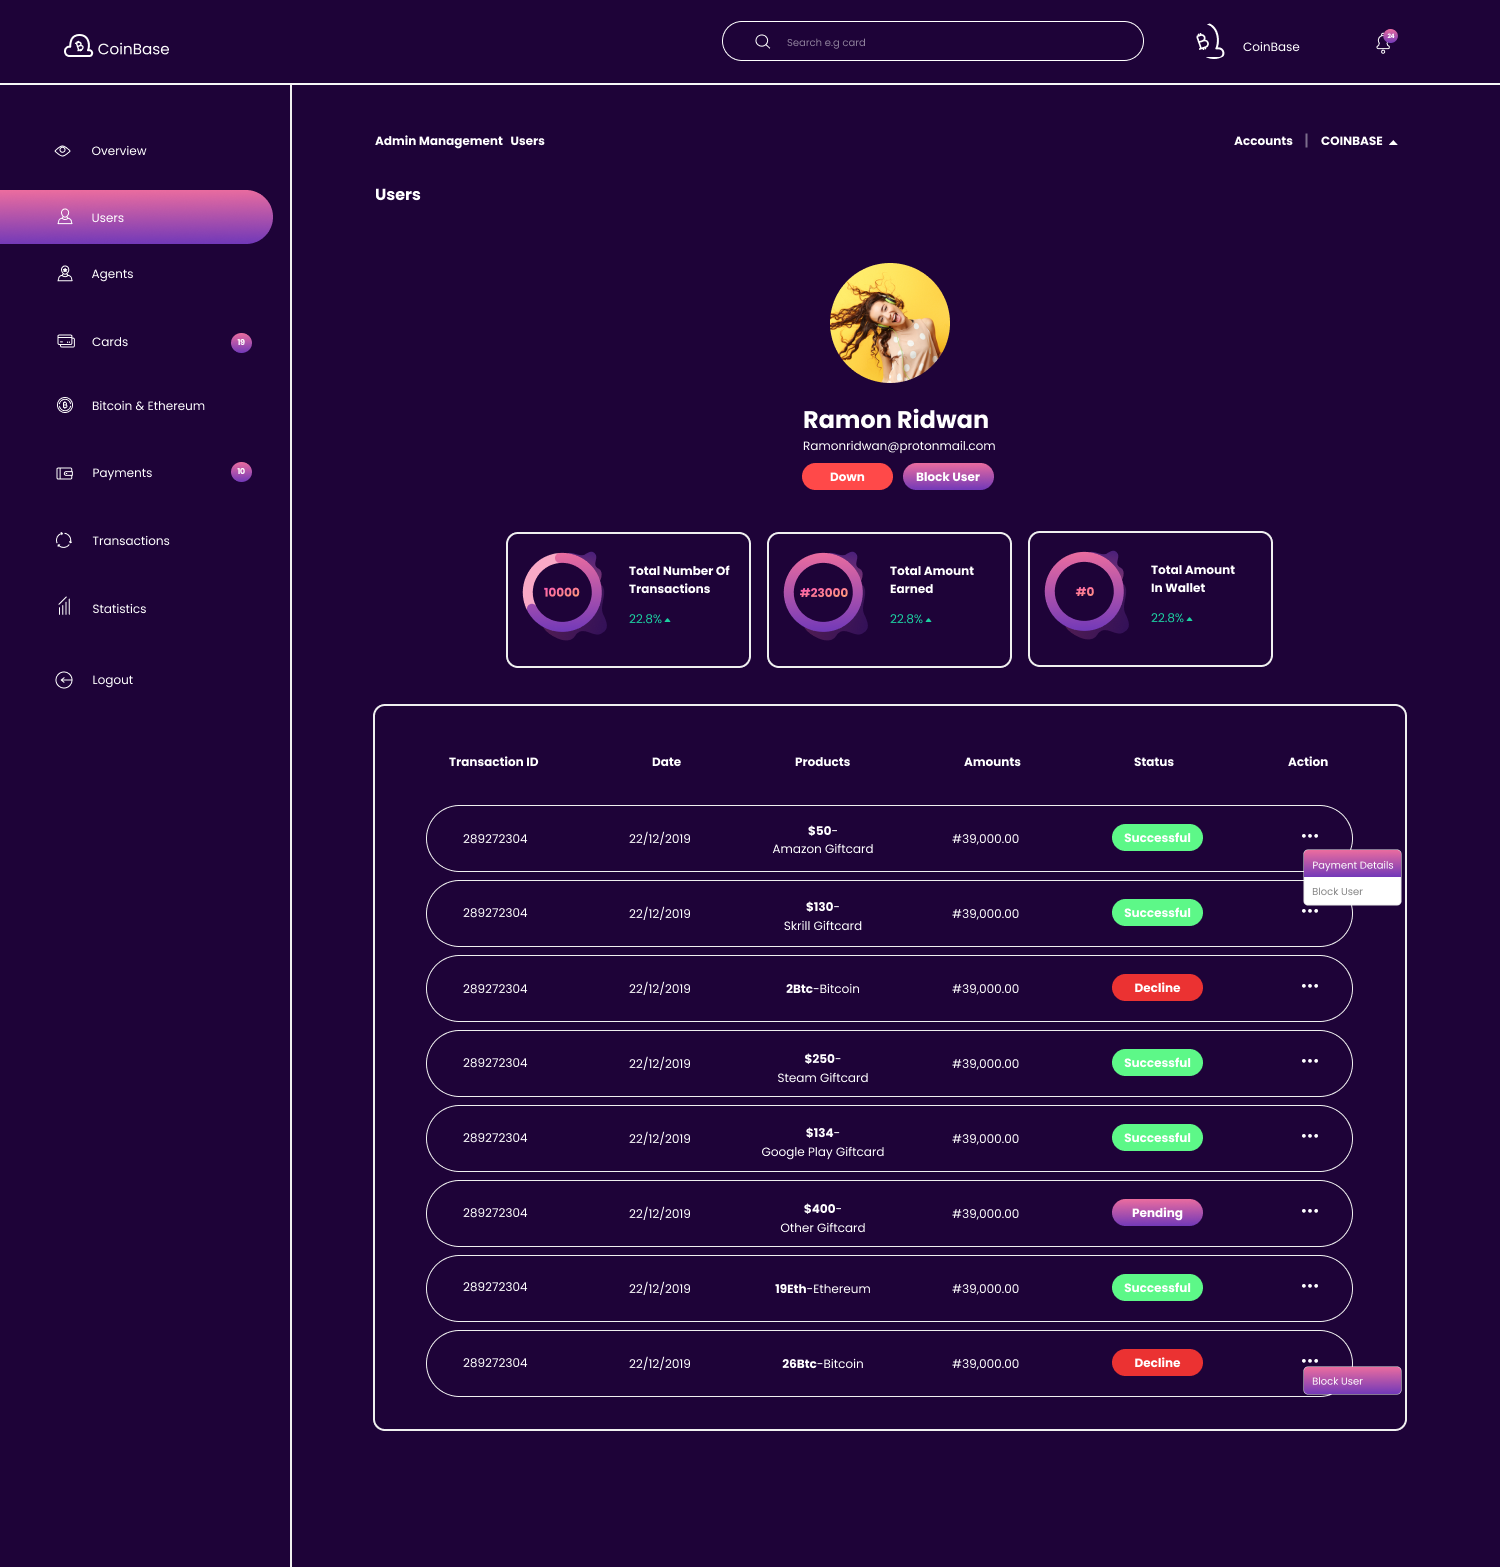 CoinBase
Search e.g card
CoinBase
24
Admin Management Users
Accounts | COINBASE
Overview
Users
Users
Agents
Cards 19
Bitcoin & Ethereum
Payments 10
Transactions
Statistics
Logout
Ramon Ridwan
Ramonridwan@protonmail.com
Down Block User
10000
Total Number Of
Transactions
22.8%
#23000
Total Amount
Earned
22.8%
#0
Total Amount
In Wallet
22.8%
Transaction ID Date Products Amounts Status Action
289272304 22/12/2019 $50-
Amazon Giftcard #39,000.00 Successful
Payment Details
Block User
289272304 22/12/2019 $130-
Skrill Giftcard #39,000.00 Successful
289272304 22/12/2019 2Btc-Bitcoin #39,000.00 Decline
289272304 22/12/2019 $250-
Steam Giftcard #39,000.00 Successful
289272304 22/12/2019 $134-
Google Play Giftcard #39,000.00 Successful
289272304 22/12/2019 $400-
Other Giftcard #39,000.00 Pending
289272304 22/12/2019 19Eth-Ethereum #39,000.00 Successful
289272304 22/12/2019 26Btc-Bitcoin #39,000.00 Decline
Block User